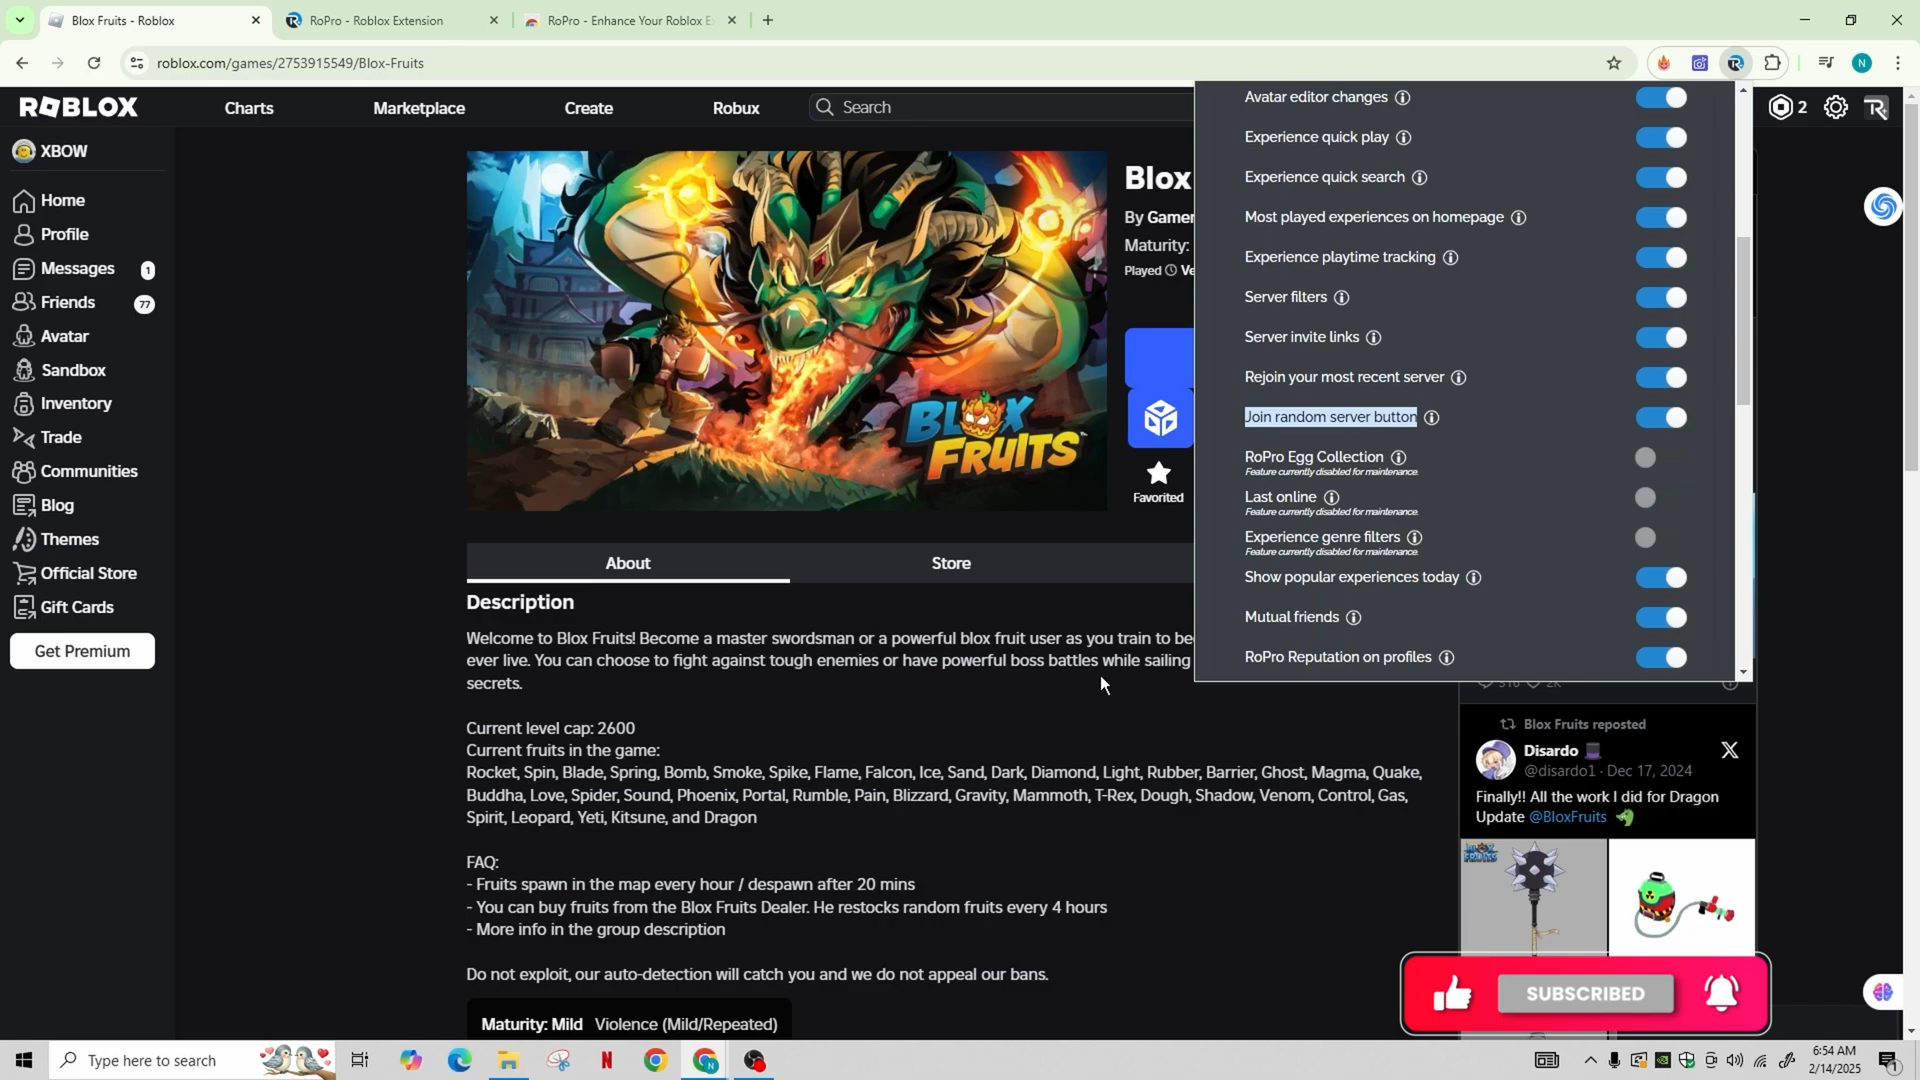 Blox Fruits - Roblox
RoPro - Roblox Extension
RoPro - Enhance Your Roblox E
roblox.com/games/2753915549/Blox-Fruits
N
ROBLOX
Charts
Marketplace
Create
Robux
Search
2
XBOW
Home
Profile
Messages
1
Friends
77
Avatar
Sandbox
Inventory
Trade
Communities
Blog
Themes
Official Store
Gift Cards
Get Premium
BLOX
FRUITS
Blox
By Gamer
Maturity:
Played
Ve
Favorited
Avatar editor changes
Experience quick play
Experience quick search
Most played experiences on homepage
Experience playtime tracking
Server filters
Server invite links
Rejoin your most recent server
Join random server button
RoPro Egg Collection
Feature currently disabled for maintenance.
Last online
Feature currently disabled for maintenance.
Experience genre filters
Feature currently disabled for maintenance.
Show popular experiences today
Mutual friends
RoPro Reputation on profiles
About
Store
Description
Welcome to Blox Fruits! Become a master swordsman or a powerful blox fruit user as you train to be
ever live. You can choose to fight against tough enemies or have powerful boss battles while sailing
secrets.
Current level cap: 2600
Current fruits in the game:
Rocket, Spin, Blade, Spring, Bomb, Smoke, Spike, Flame, Falcon, Ice, Sand, Dark, Diamond, Light, Rubber, Barrier, Ghost, Magma, Quake,
Buddha, Love, Spider, Sound, Phoenix, Portal, Rumble, Pain, Blizzard, Gravity, Mammoth, T-Rex, Dough, Shadow, Venom, Control, Gas,
Spirit, Leopard, Yeti, Kitsune, and Dragon
FAQ:
- Fruits spawn in the map every hour / despawn after 20 mins
- You can buy fruits from the Blox Fruits Dealer. He restocks random fruits every 4 hours
- More info in the group description
Do not exploit, our auto-detection will catch you and we do not appeal our bans.
Maturity: Mild Violence (Mild/Repeated)
Blox Fruits reposted
Disardo
@disardo1 · Dec 17, 2024
Finally!! All the work I did for Dragon
Update @BloxFruits
BLOX
FRUITS
SUBSCRIBED
Type here to search
6:54 AM
2/14/2025
1